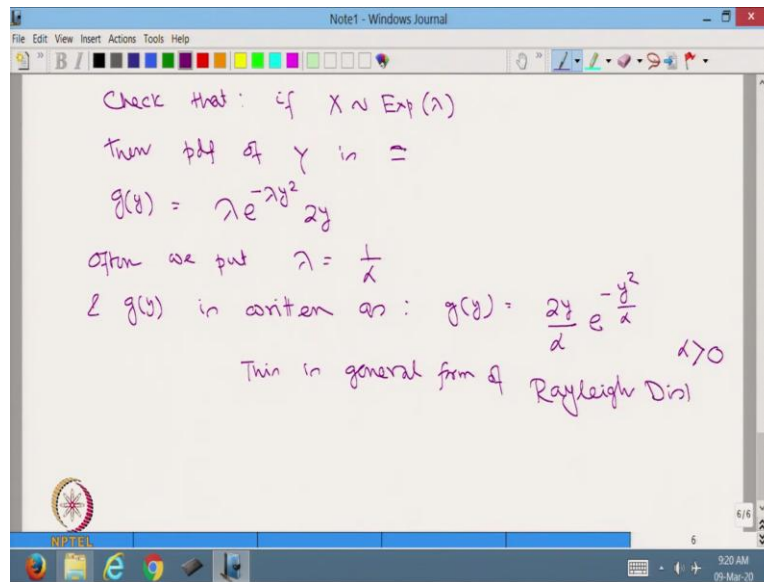 Note1 - Windows Journal
File Edit View Insert Actions Tools Help
B I
Check that: if X ~ Exp(λ)
Then pdf of Y is =
g(y) = λe^{-λy²} 2y
Often we put λ = 1/α
& g(y) is written as : g(y) = 2y/α e^{-y²/α}
α>0
This is general form of Rayleigh Dist
6/6
NPTEL
6
9:20 AM
09-Mar-20